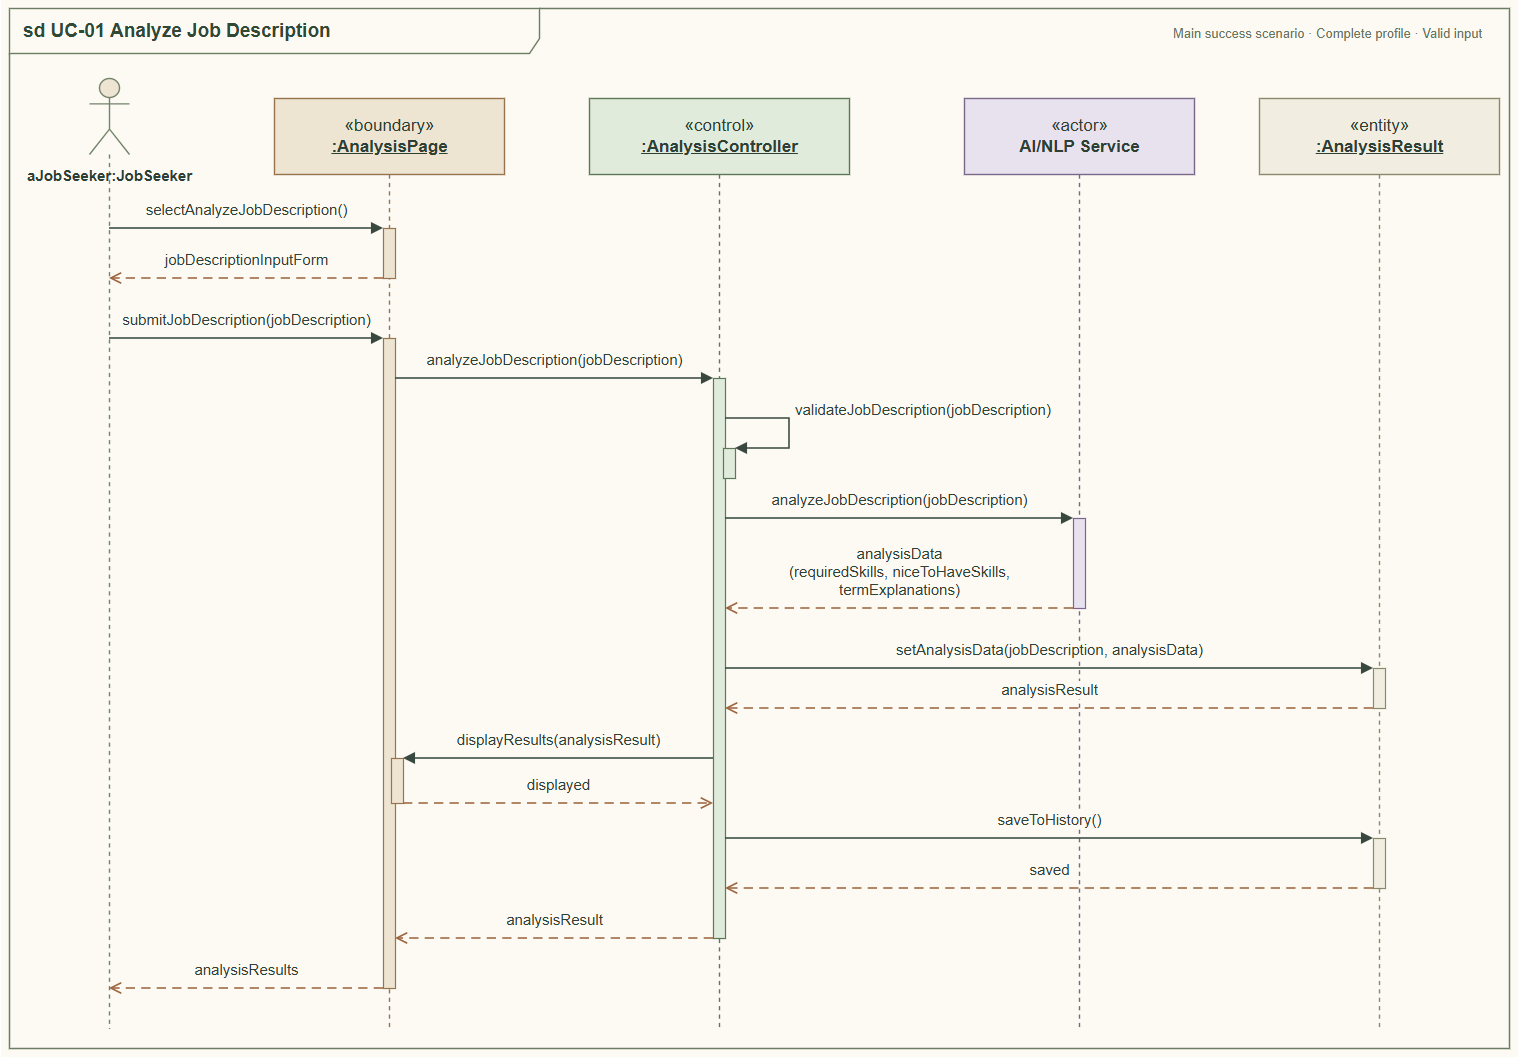 sd UC-01 Analyze Job Description
Main success scenario · Complete profile · Valid input
«boundary»
:AnalysisPage
«control»
:AnalysisController
«actor»
AI/NLP Service
«entity»
:AnalysisResult
aJobSeeker:JobSeeker
selectAnalyzeJobDescription()
jobDescriptionInputForm
submitJobDescription(jobDescription)
analyzeJobDescription(jobDescription)
validateJobDescription(jobDescription)
analyzeJobDescription(jobDescription)
analysisData
(requiredSkills, niceToHaveSkills,
termExplanations)
setAnalysisData(jobDescription, analysisData)
analysisResult
displayResults(analysisResult)
displayed
saveToHistory()
saved
analysisResult
analysisResults